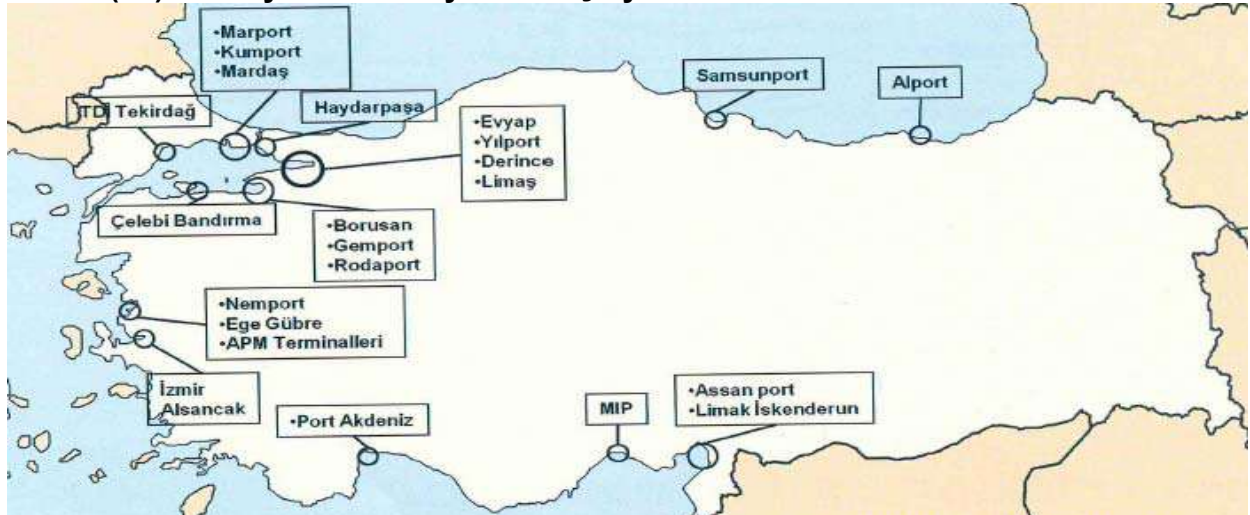 •Marport
•Kumport
•Mardaş
Samsunport
Alport
TDİ Tekirdağ
Haydarpaşa
•Evyap
•Yılport
•Derince
•Limaş
Çelebi Bandırma
•Borusan
•Gemport
•Rodaport
•Nemport
•Ege Gübre
•APM Terminalleri
İzmir
Alsancak
•Port Akdeniz
MIP
•Assan port
•Limak İskenderun